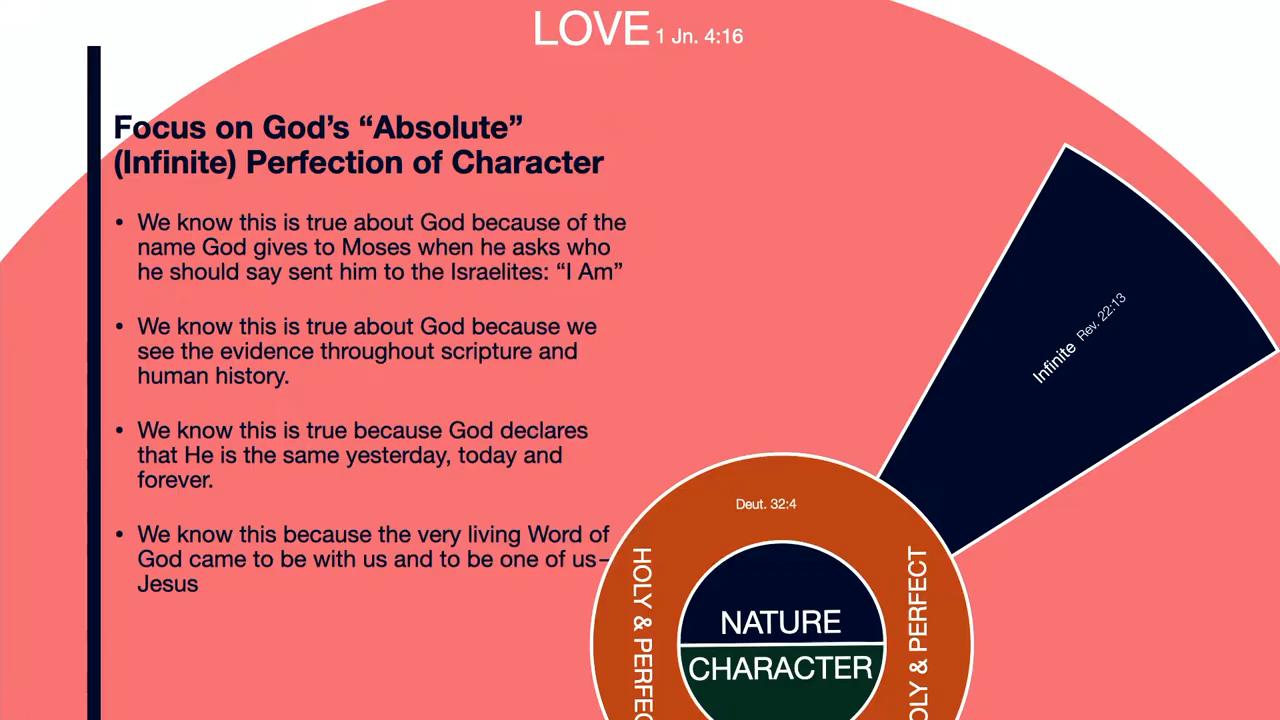 LOVE 1 Jn. 4:16
Focus on God’s “Absolute”
(Infinite) Perfection of Character
• We know this is true about God because of the
name God gives to Moses when he asks who
he should say sent him to the Israelites: “I Am”
• We know this is true about God because we
see the evidence throughout scripture and
human history.
• We know this is true because God declares
that He is the same yesterday, today and
forever.
• We know this because the very living Word of
God came to be with us and to be one of us–
Jesus
Infinite Rev. 22:13
Deut. 32:4
HOLY & PERFEC
NATURE
CHARACTER
OLY & PERFECT